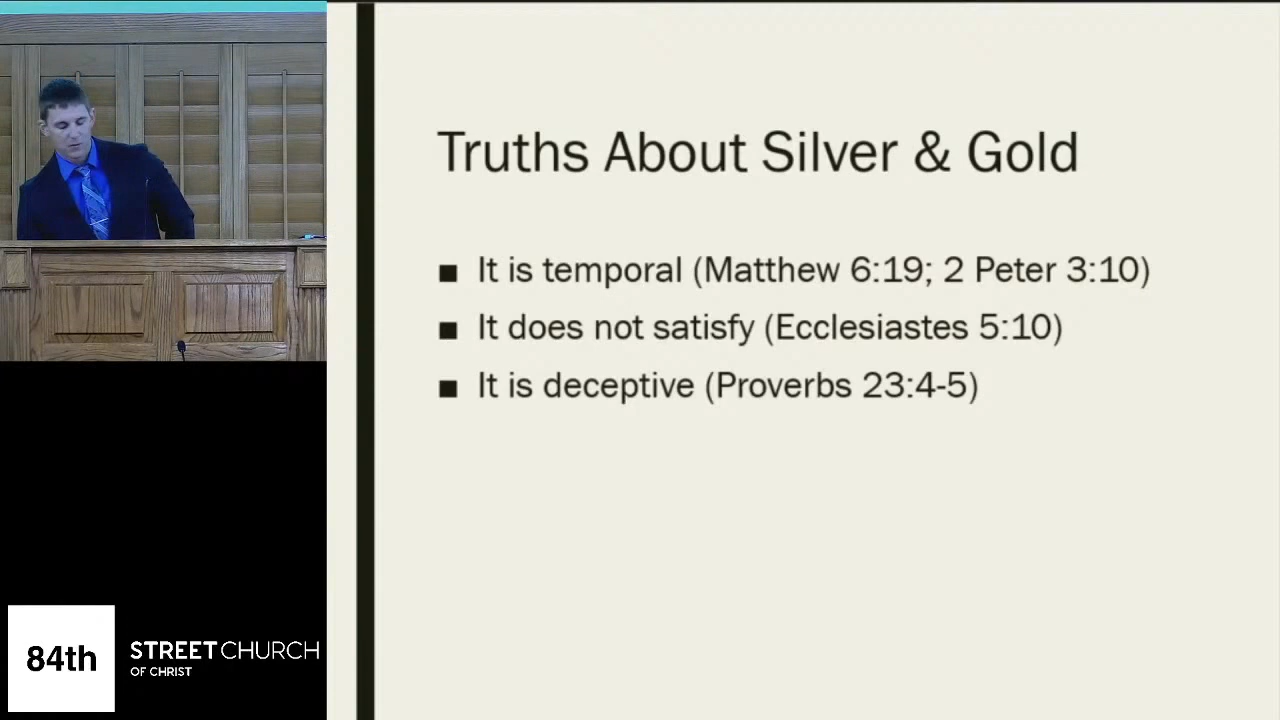 Truths About Silver & Gold
■ It is temporal (Matthew 6:19; 2 Peter 3:10)
■ It does not satisfy (Ecclesiastes 5:10)
■ It is deceptive (Proverbs 23:4-5)
84th
STREET CHURCH
OF CHRIST